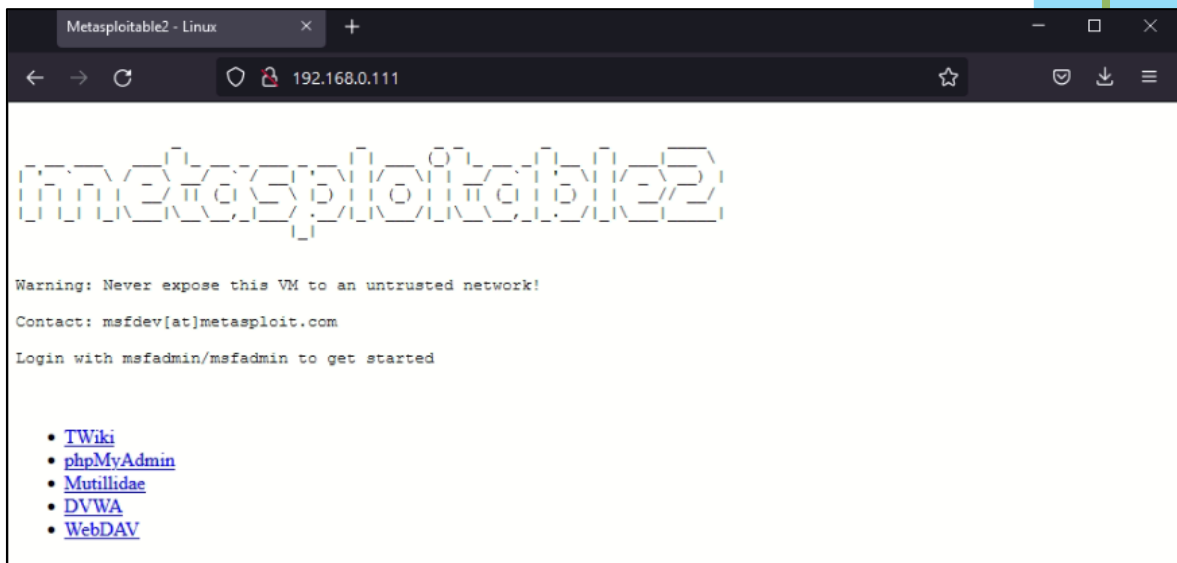 Metasploitable2 - Linux
192.168.0.111
metasploitable2
Warning: Never expose this VM to an untrusted network!
Contact: msfdev[at]metasploit.com
Login with msfadmin/msfadmin to get started
TWiki
phpMyAdmin
Mutillidae
DVWA
WebDAV